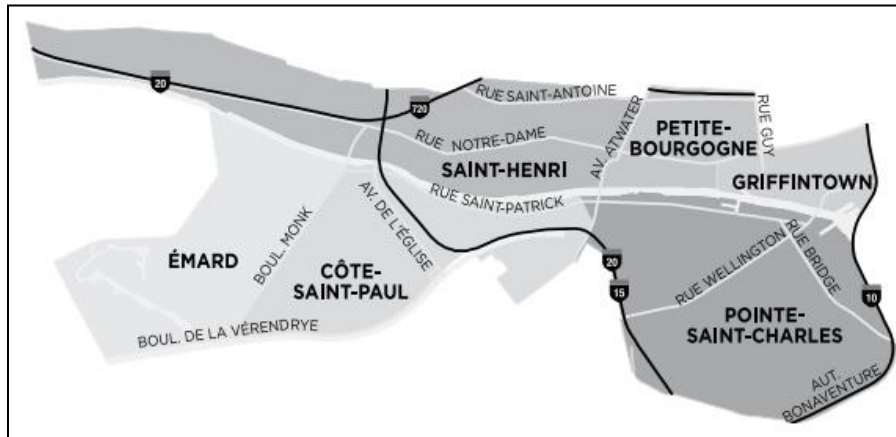 20
720
RUE SAINT-ANTOINE
RUE NOTRE-DAME
AV. ATWATER
PETITE-
BOURGOGNE
RUE GUY
SAINT-HENRI
GRIFFINTOWN
RUE SAINT-PATRICK
AV. DE L'ÉGLISE
BOUL. MONK
ÉMARD
CÔTE-
SAINT-PAUL
BOUL. DE LA VÉRENDRYE
20
15
RUE WELLINGTON
RUE BRIDGE
10
POINTE-
SAINT-CHARLES
AUT.
BONAVENTURE